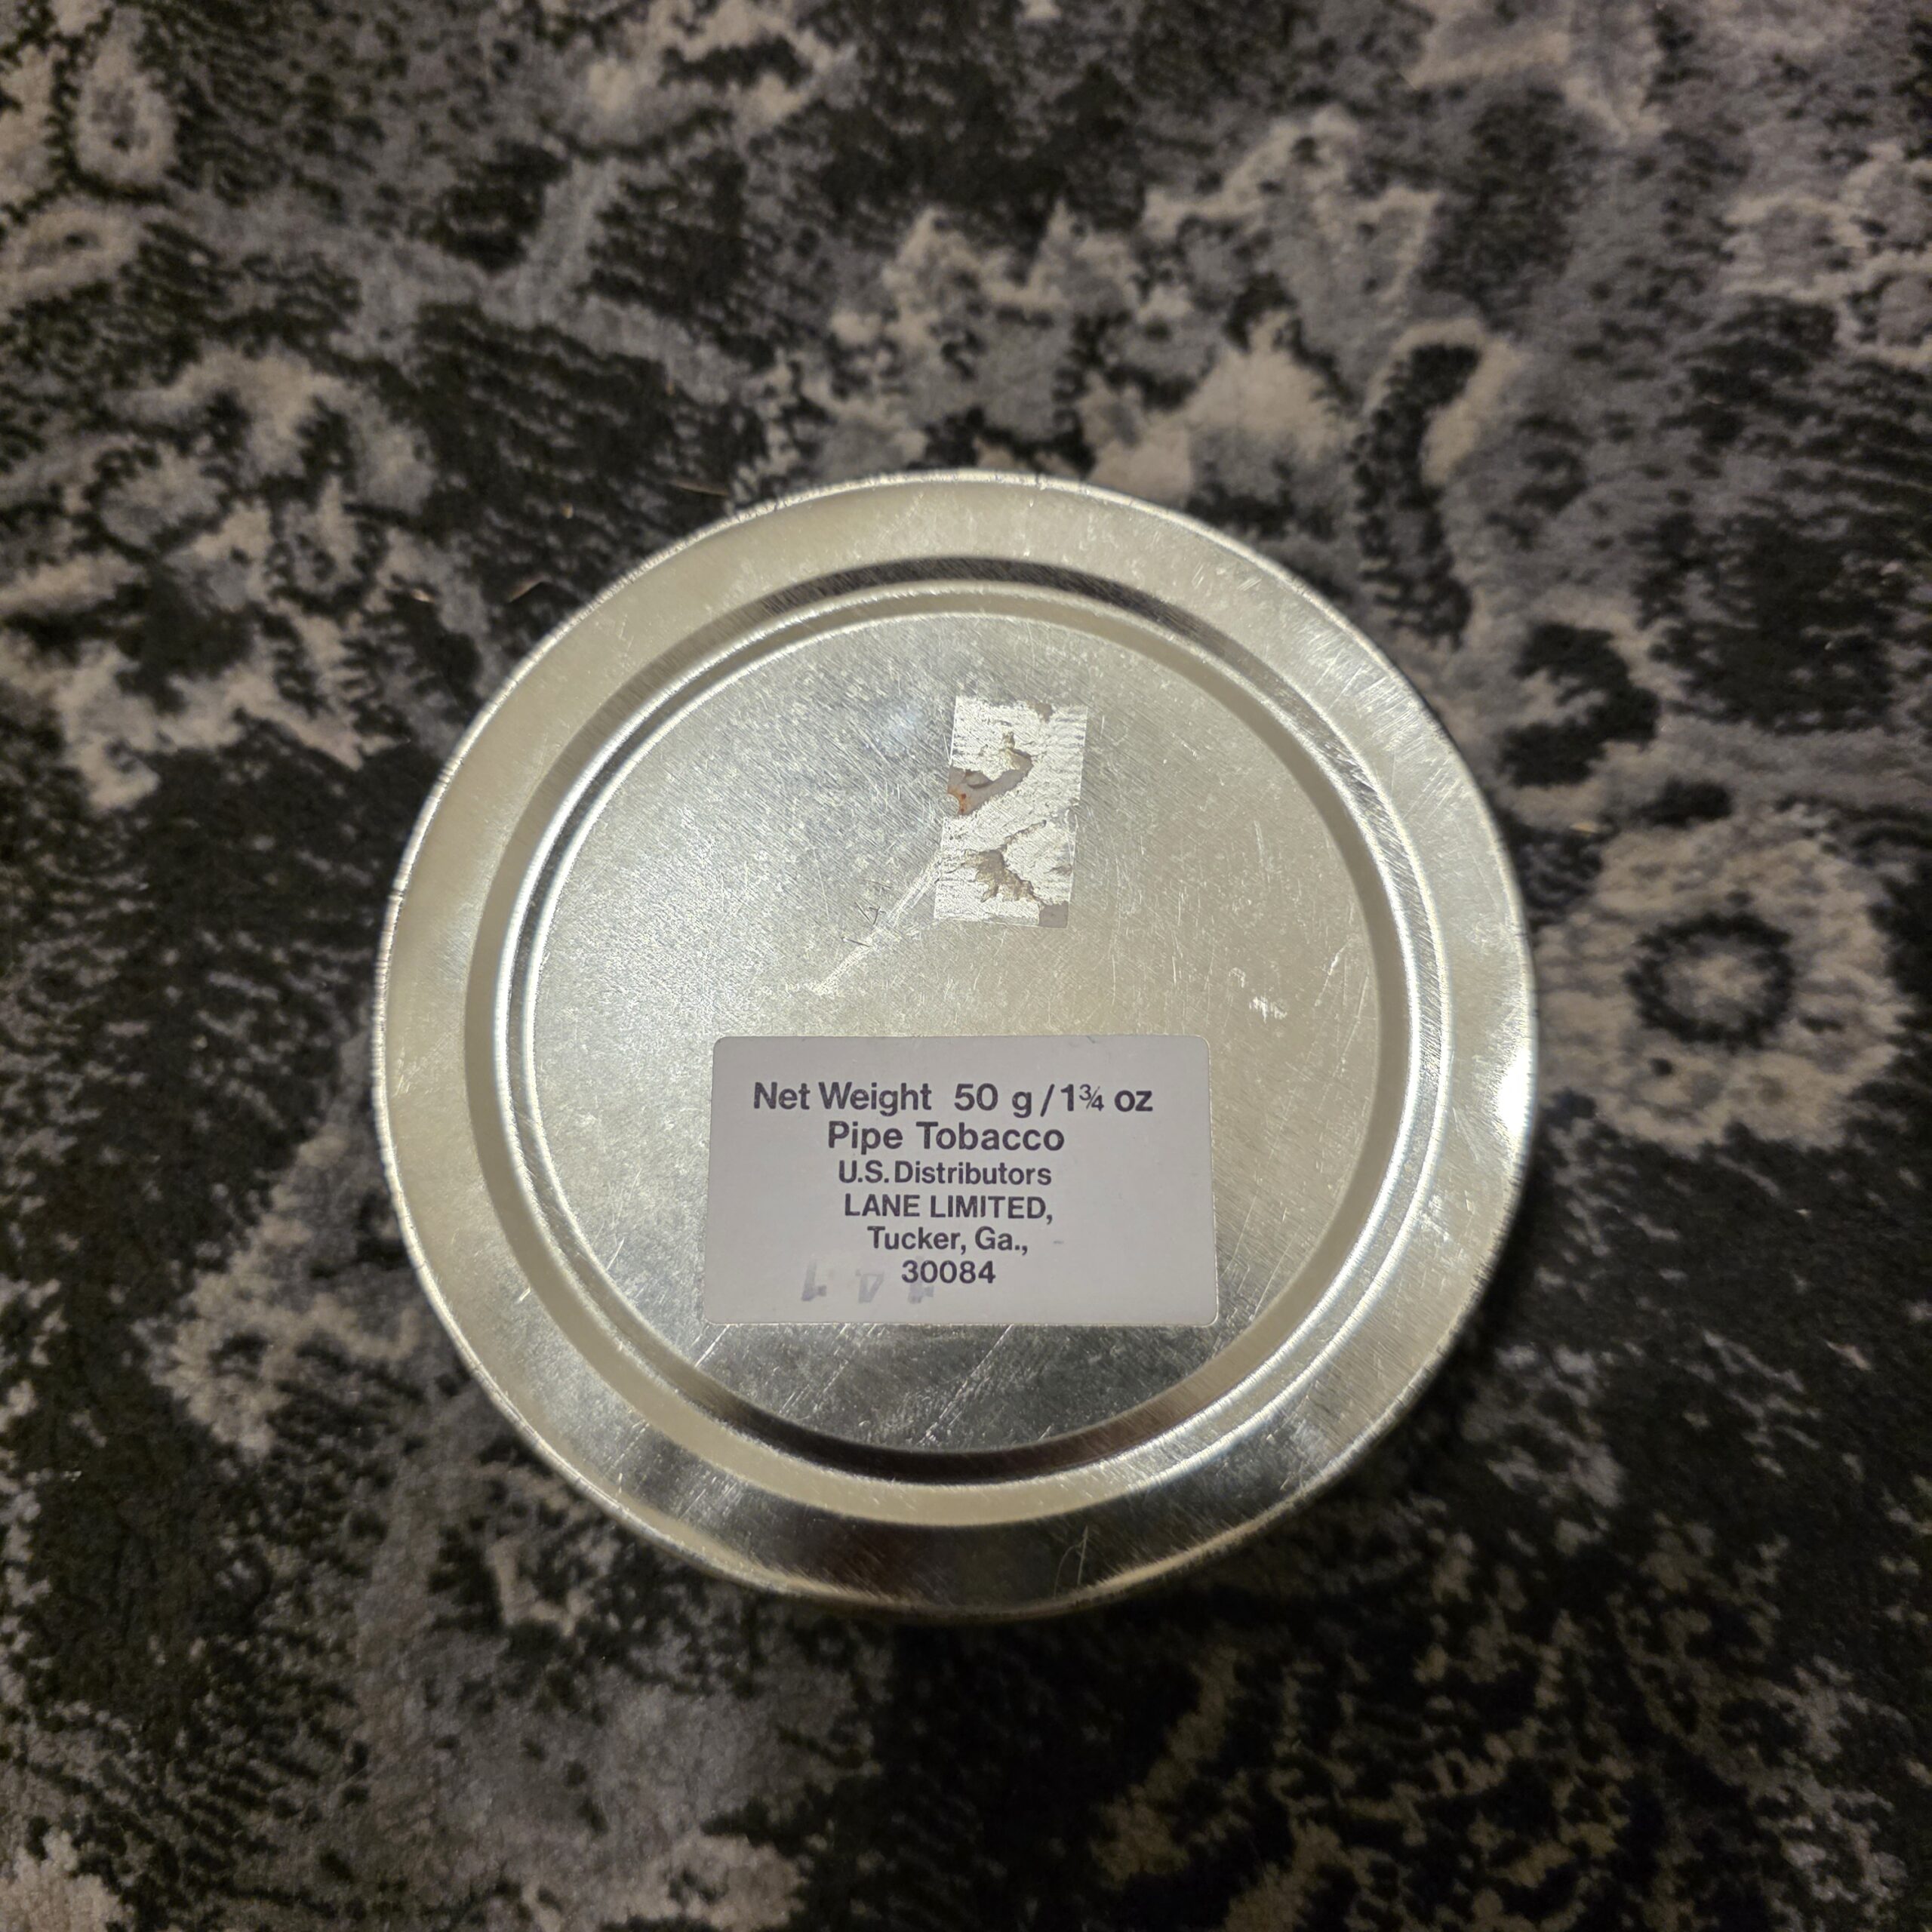 Net Weight 50 g/1¾ oz
Pipe Tobacco
U.S. Distributors
LANE LIMITED,
Tucker, Ga.,
30084